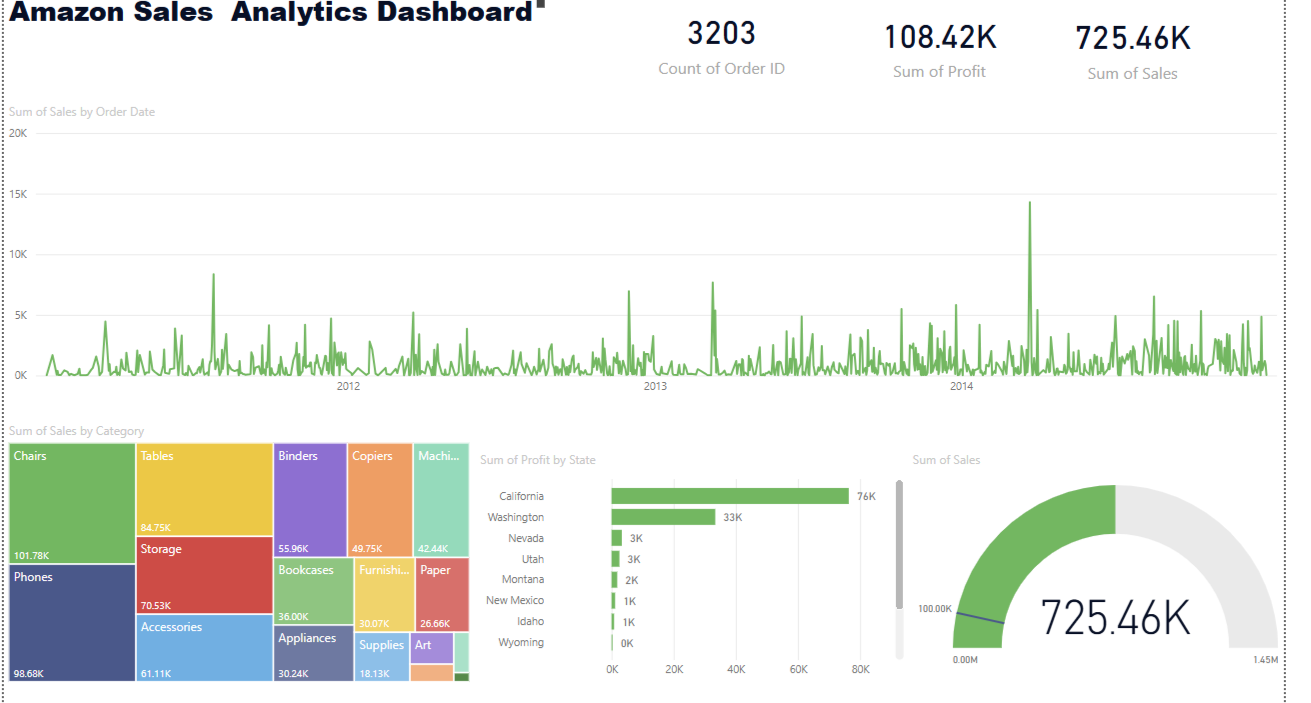 Amazon Sales  Analytics Dashboard
3203
Count of Order ID
108.42K
Sum of Profit
725.46K
Sum of Sales
Sum of Sales by Order Date
20K
15K
10K
5K
0K
2012
2013
2014
Sum of Sales by Category
Chairs
101.78K
Phones
98.68K
Tables
84.75K
Storage
70.53K
Accessories
61.11K
Binders
55.96K
Copiers
49.75K
Machi...
42.44K
Bookcases
36.00K
Furnishi...
30.07K
Paper
26.66K
Appliances
30.24K
Supplies
18.13K
Art
Sum of Profit by State
California
76K
Washington
33K
Nevada
3K
Utah
3K
Montana
2K
New Mexico
1K
Idaho
1K
Wyoming
0K
0K
20K
40K
60K
80K
Sum of Sales
100.00K
725.46K
0.00M
1.45M